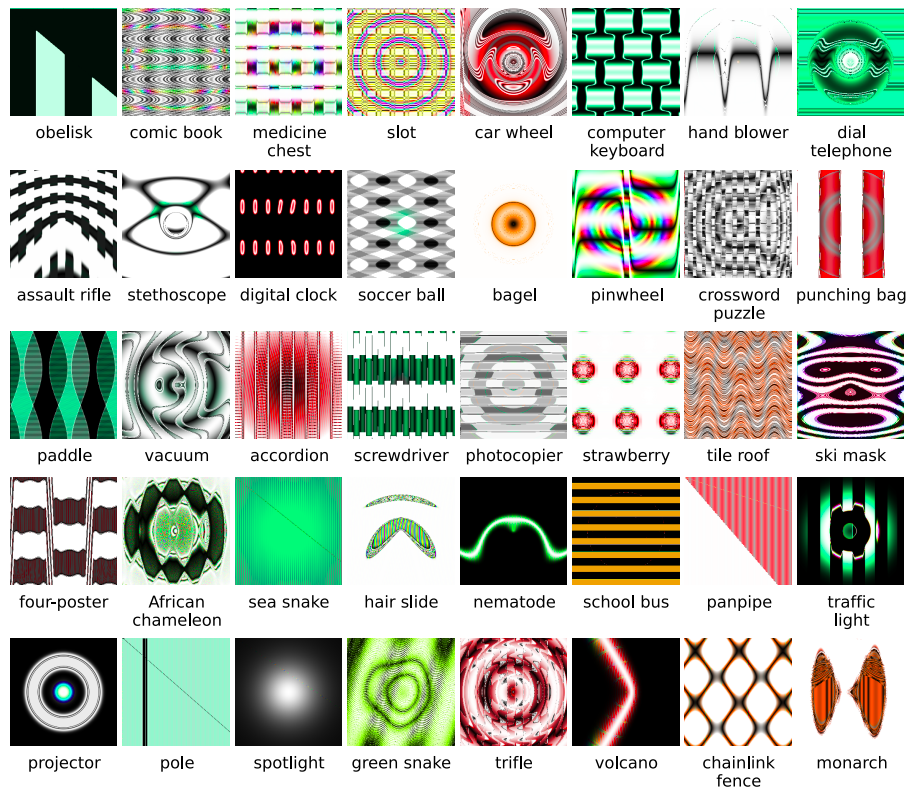 obelisk
comic book
medicine
chest
slot
car wheel
computer
keyboard
hand blower
dial
telephone
assault rifle
stethoscope
digital clock
soccer ball
bagel
pinwheel
crossword
puzzle
punching bag
paddle
vacuum
accordion
screwdriver
photocopier
strawberry
tile roof
ski mask
four-poster
African
chameleon
sea snake
hair slide
nematode
school bus
panpipe
traffic
light
projector
pole
spotlight
green snake
trifle
volcano
chainlink
fence
monarch